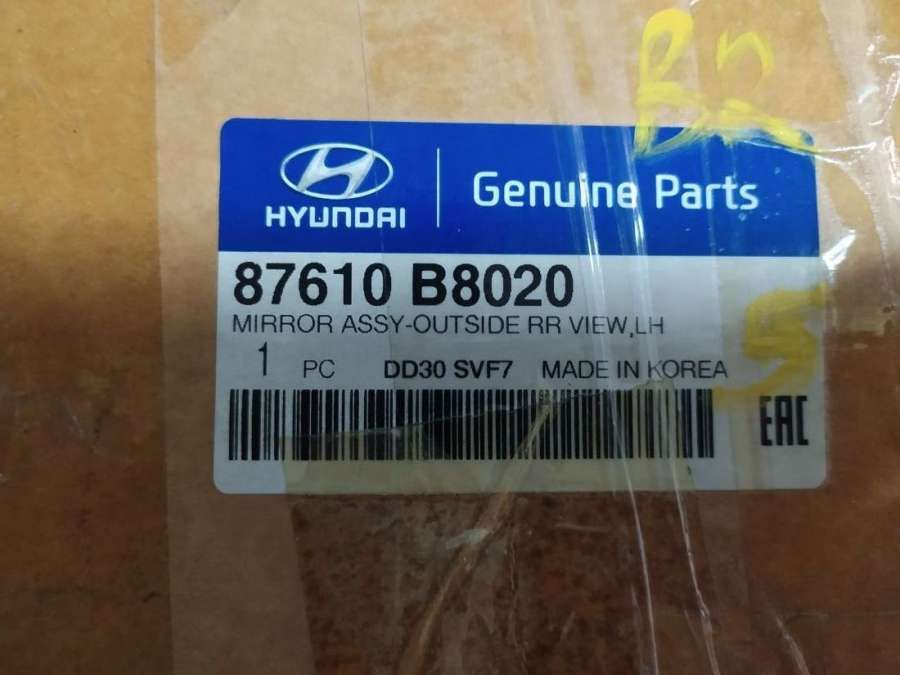 BR
HYUNDAI
Genuine Parts
87610 B8020
MIRROR ASSY-OUTSIDE RR VIEW,LH
1 PC DD30 SVF7 MADE IN KOREA
EAC